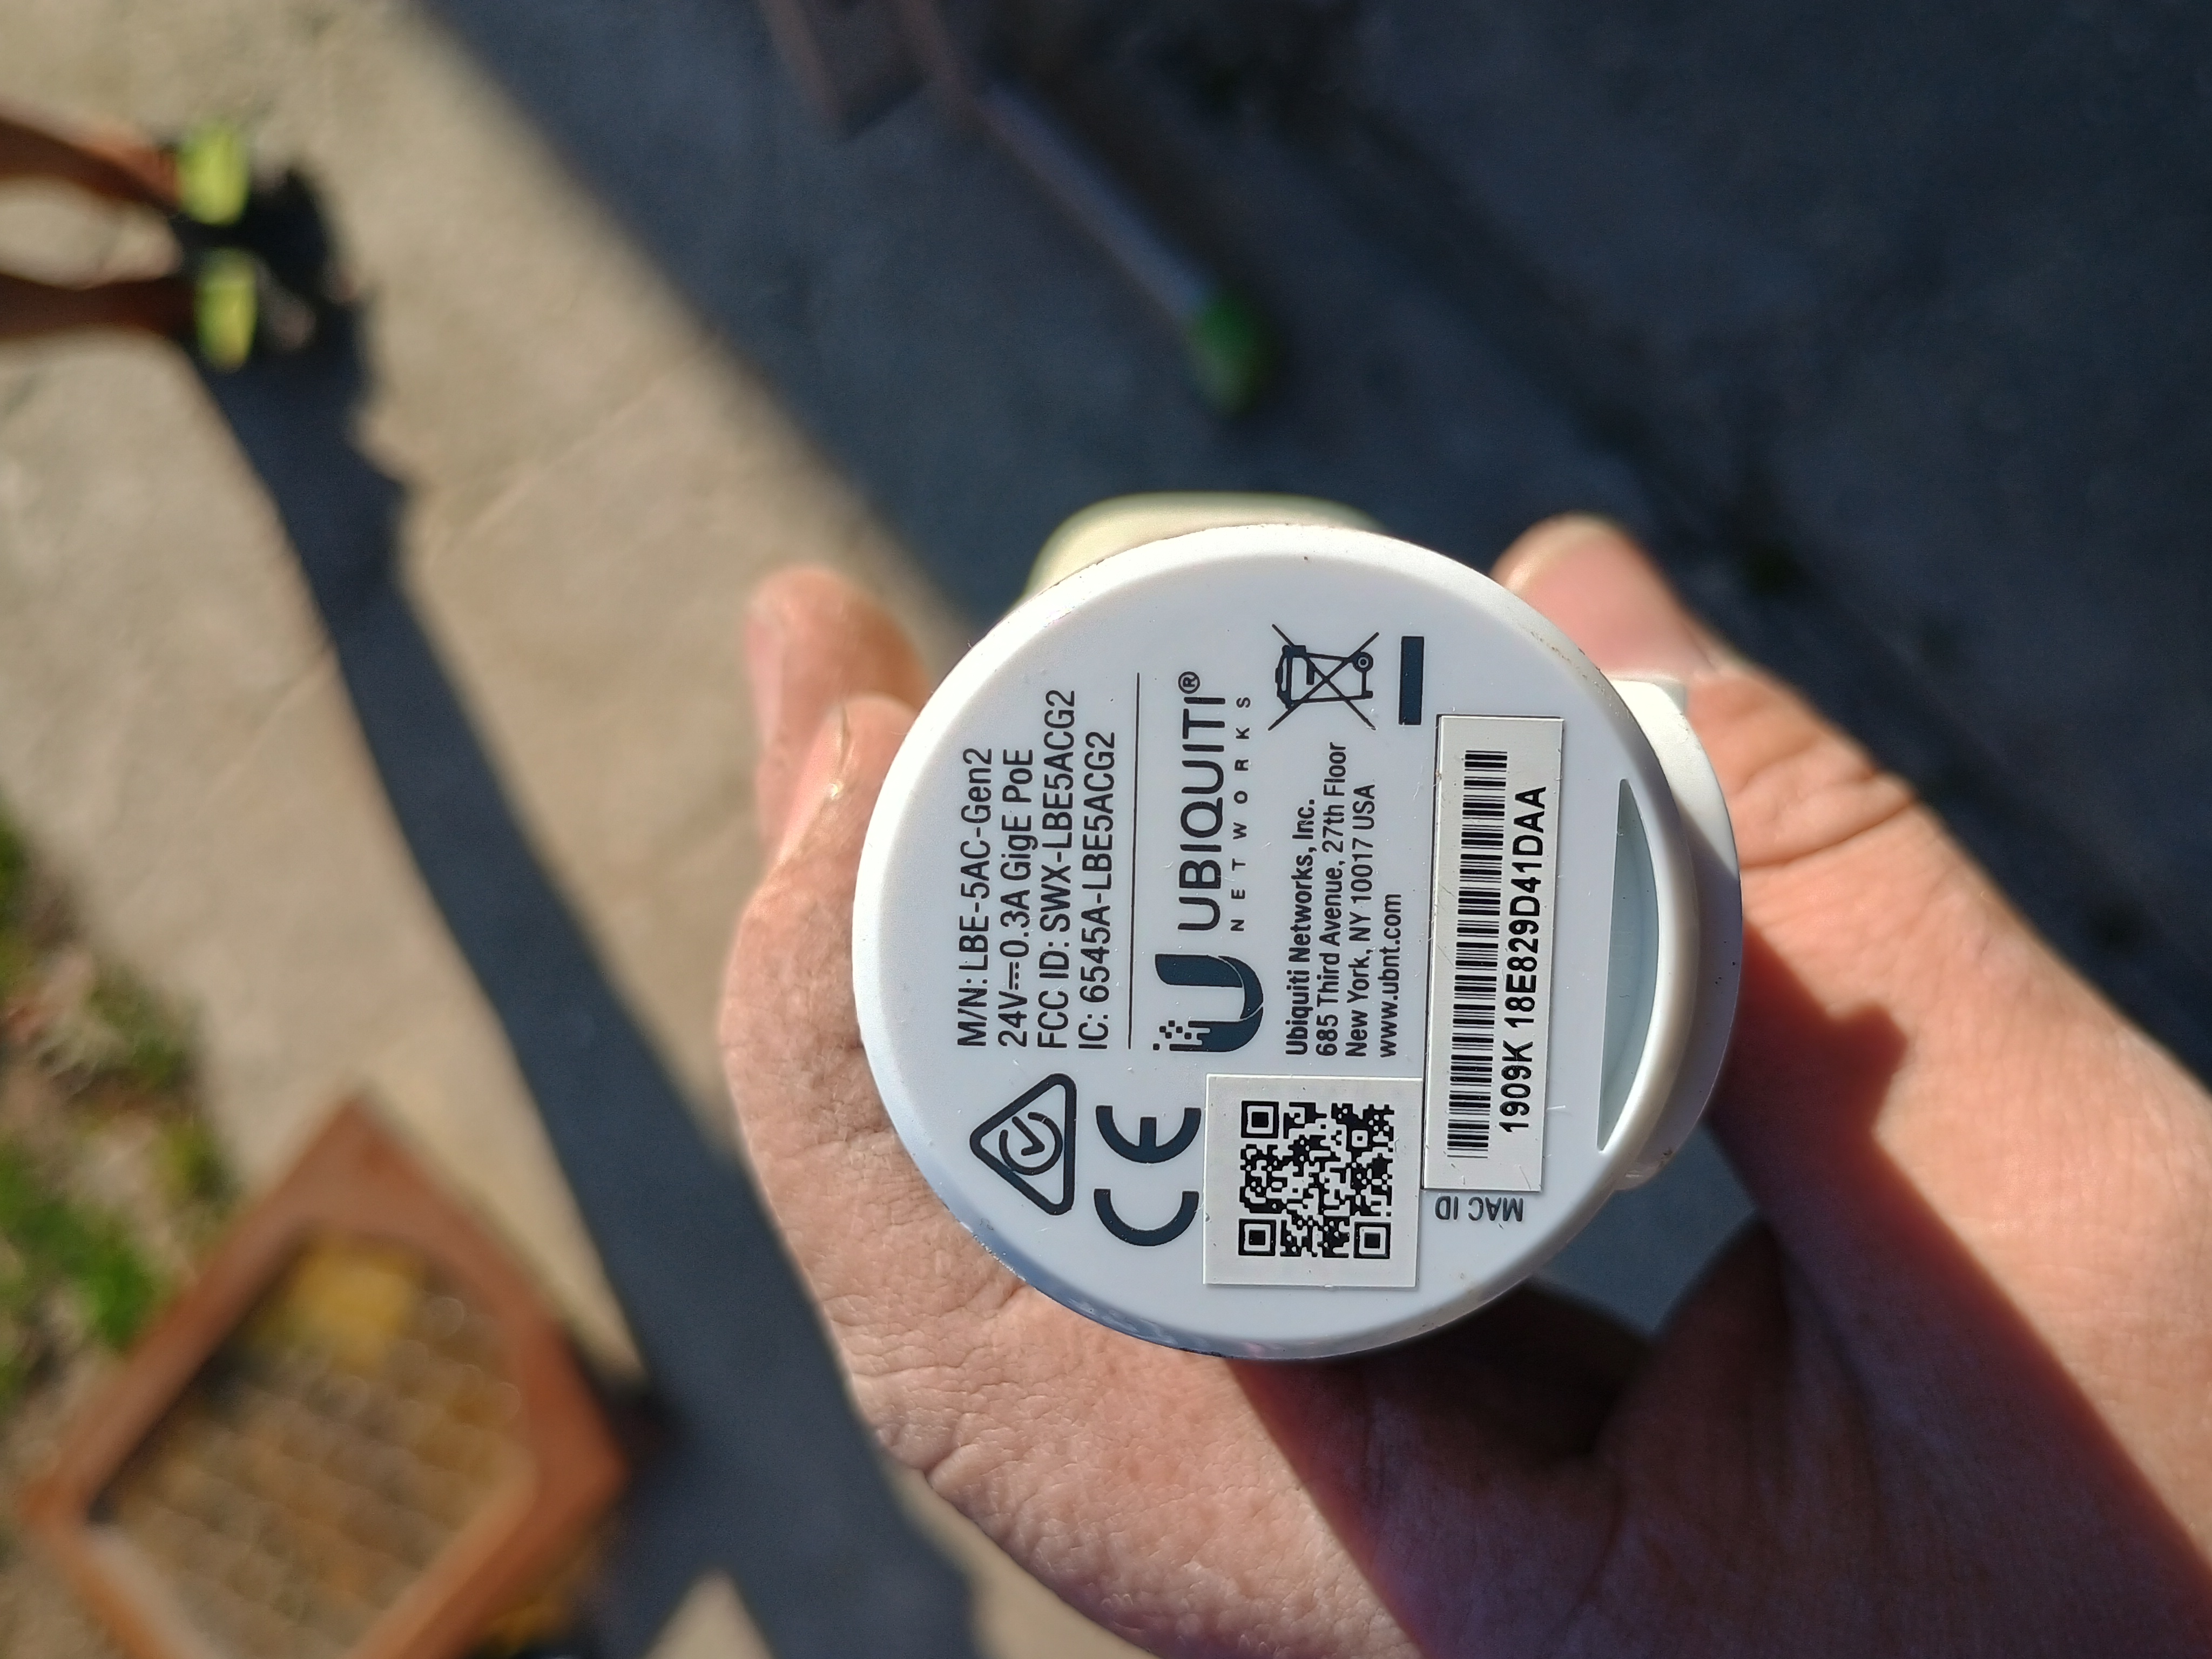 M/N: LBE-5AC-Gen2
24V⎓0.3A GigE PoE
FCC ID: SWX-LBE5ACG2
IC: 6545A-LBE5ACG2
CE
UBIQUITI®
NETWORKS
Ubiquiti Networks, Inc.
685 Third Avenue, 27th Floor
New York, NY 10017 USA
www.ubnt.com
MAC ID
1909K 18E829D41DAA